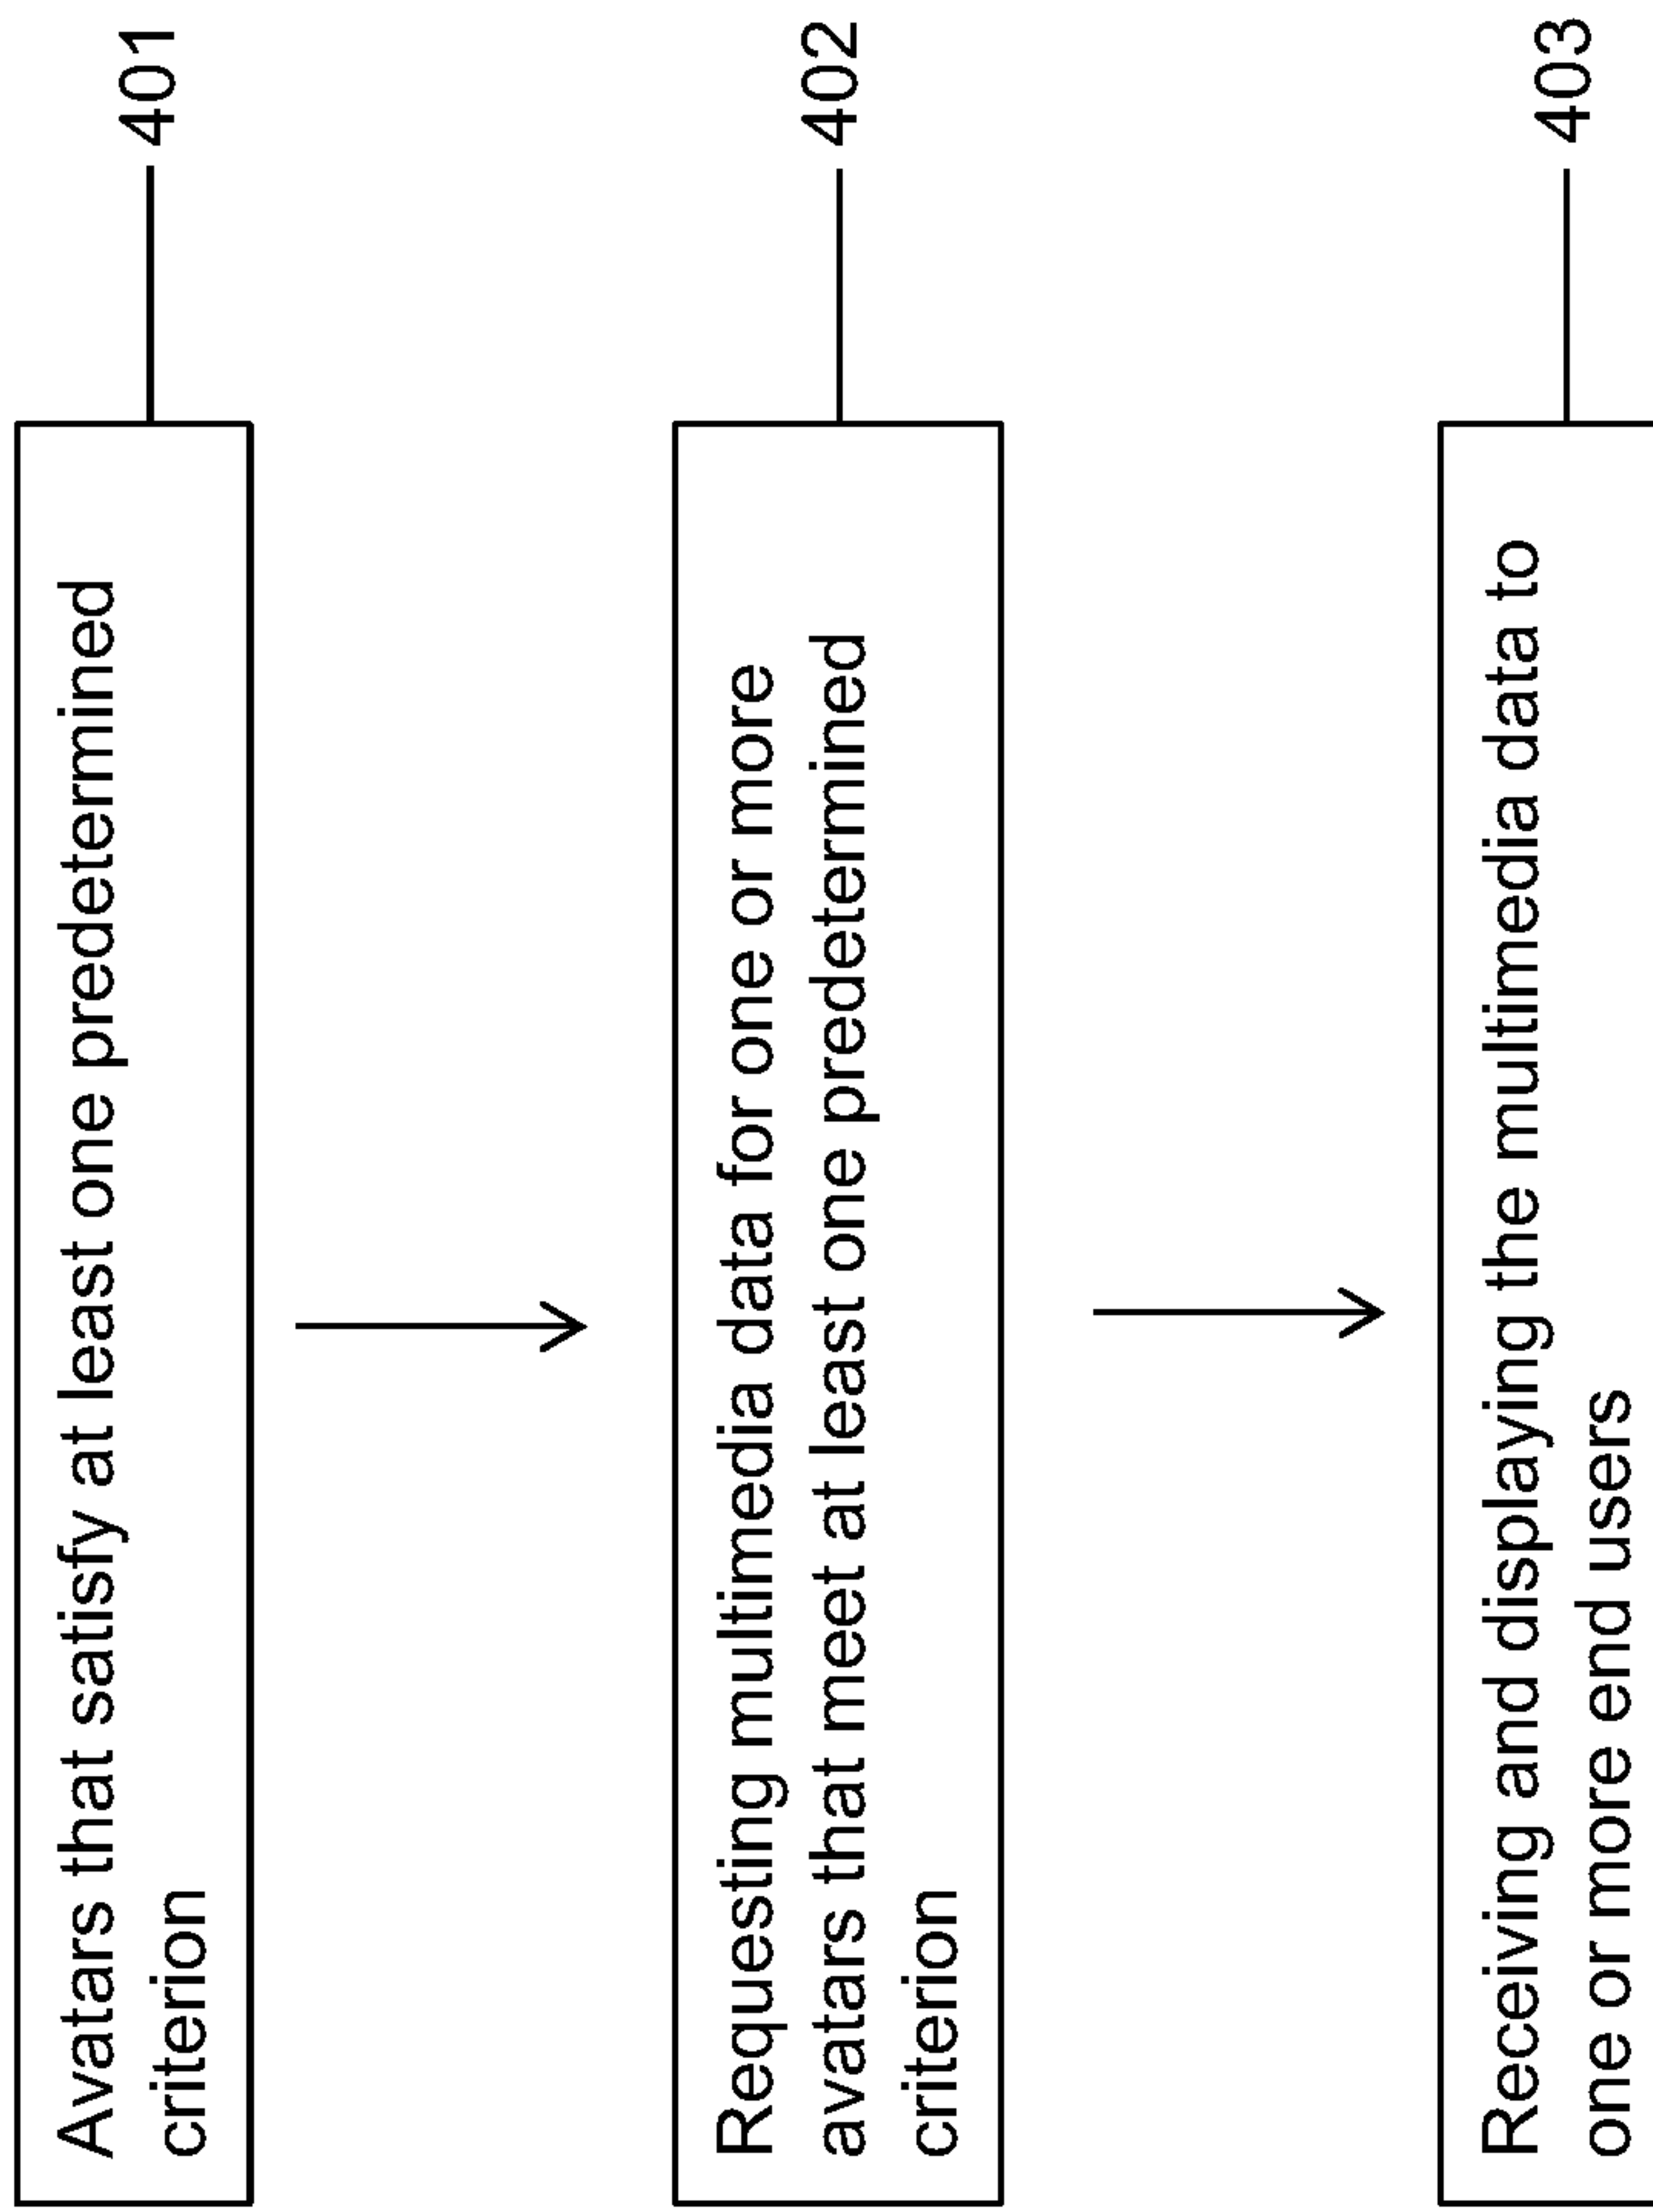 Avatars that satisfy at least one predetermined
criterion
401
Requesting multimedia data for one or more
avatars that meet at least one predetermined
criterion
402
Receiving and displaying the multimedia data to
one or more end users
403